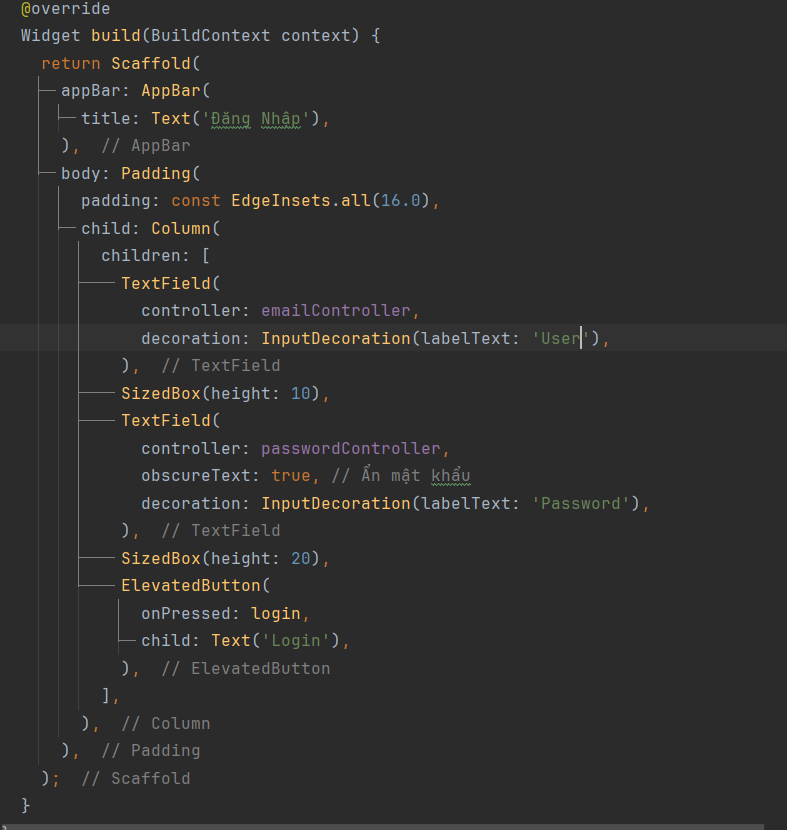 @override
Widget build(BuildContext context) {
  return Scaffold(
    appBar: AppBar(
      title: Text('Đăng Nhập'),
    ),  // AppBar
    body: Padding(
      padding: const EdgeInsets.all(16.0),
      child: Column(
        children: [
          TextField(
            controller: emailController,
            decoration: InputDecoration(labelText: 'User'),
          ),  // TextField
          SizedBox(height: 10),
          TextField(
            controller: passwordController,
            obscureText: true, // Ẩn mật khẩu
            decoration: InputDecoration(labelText: 'Password'),
          ),  // TextField
          SizedBox(height: 20),
          ElevatedButton(
            onPressed: login,
            child: Text('Login'),
          ),  // ElevatedButton
        ],
      ),  // Column
    ),  // Padding
  );  // Scaffold
}